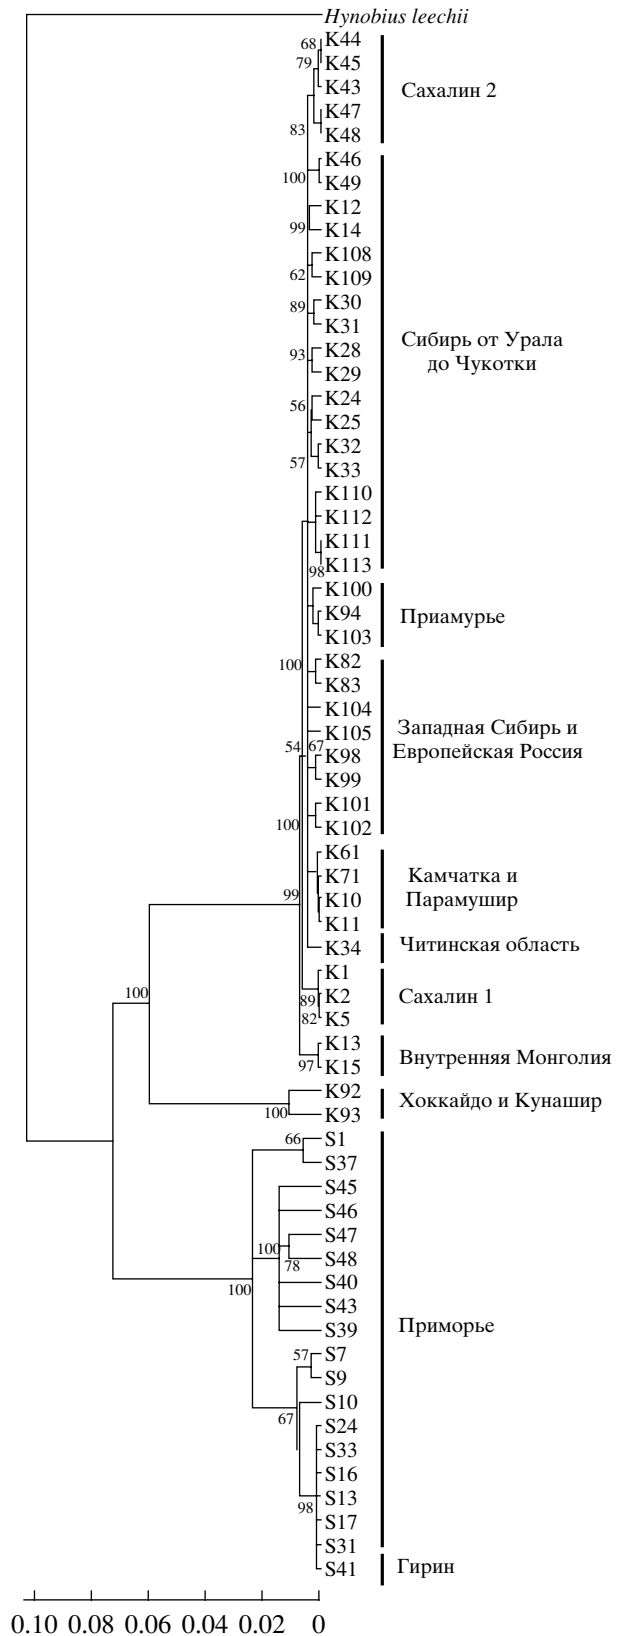 Hynobius leechii
68
K44
79
K45
K43
Сахалин 2
K47
83
K48
K46
100
K49
K12
99
K14
K108
62
K109
89
K30
K31
Сибирь от Урала
до Чукотки
93
K28
K29
56
K24
K25
K32
57
K33
K110
K112
K111
98
K113
K100
K94
Приамурье
K103
100
K82
K83
K104
K105
Западная Сибирь и
Европейская Россия
54
67
K98
K99
K101
100
K102
K61
K71
Камчатка и
Парамушир
99
K10
K11
K34
Читинская область
K1
100
89
K2
Сахалин 1
82
K5
K13
Внутренняя Монголия
97
K15
K92
Хоккайдо и Кунашир
100
K93
66
S1
S37
S45
S46
S47
100
S48
78
100
S40
S43
Приморье
S39
57
S7
S9
S10
67
S24
S33
S16
98
S13
S17
S31
S41
Гирин
0.10 0.08 0.06 0.04 0.02 0